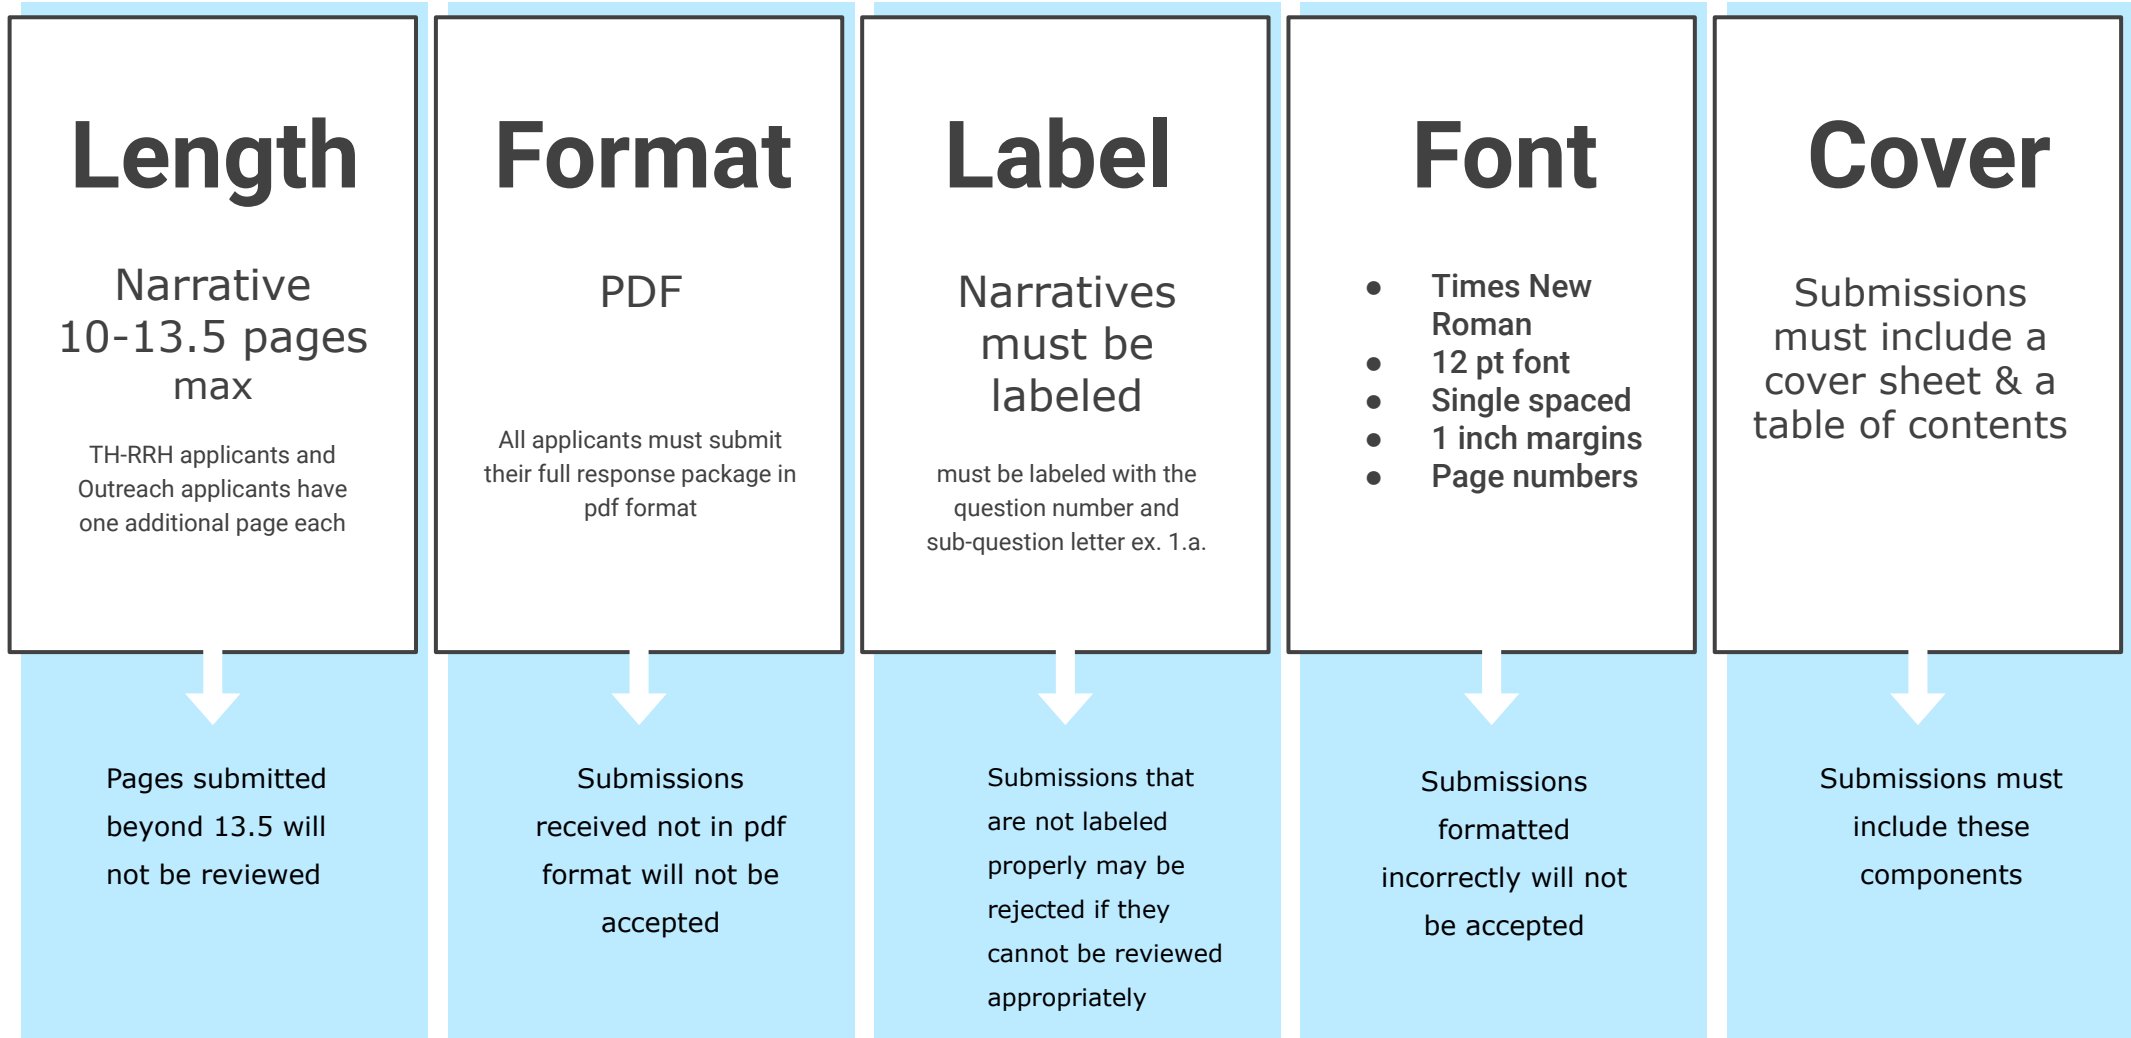 Length
Narrative
10-13.5 pages
max
TH-RRH applicants and
Outreach applicants have
one additional page each
Pages submitted
beyond 13.5 will
not be reviewed
Format
PDF
All applicants must submit
their full response package in
pdf format
Submissions
received not in pdf
format will not be
accepted
Label
Narratives
must be
labeled
must be labeled with the
question number and
sub-question letter ex. 1.a.
Submissions that
are not labeled
properly may be
rejected if they
cannot be reviewed
appropriately
Font
● Times New
Roman
● 12 pt font
● Single spaced
● 1 inch margins
● Page numbers
Submissions
formatted
incorrectly will not
be accepted
Cover
Submissions
must include a
cover sheet & a
table of contents
Submissions must
include these
components